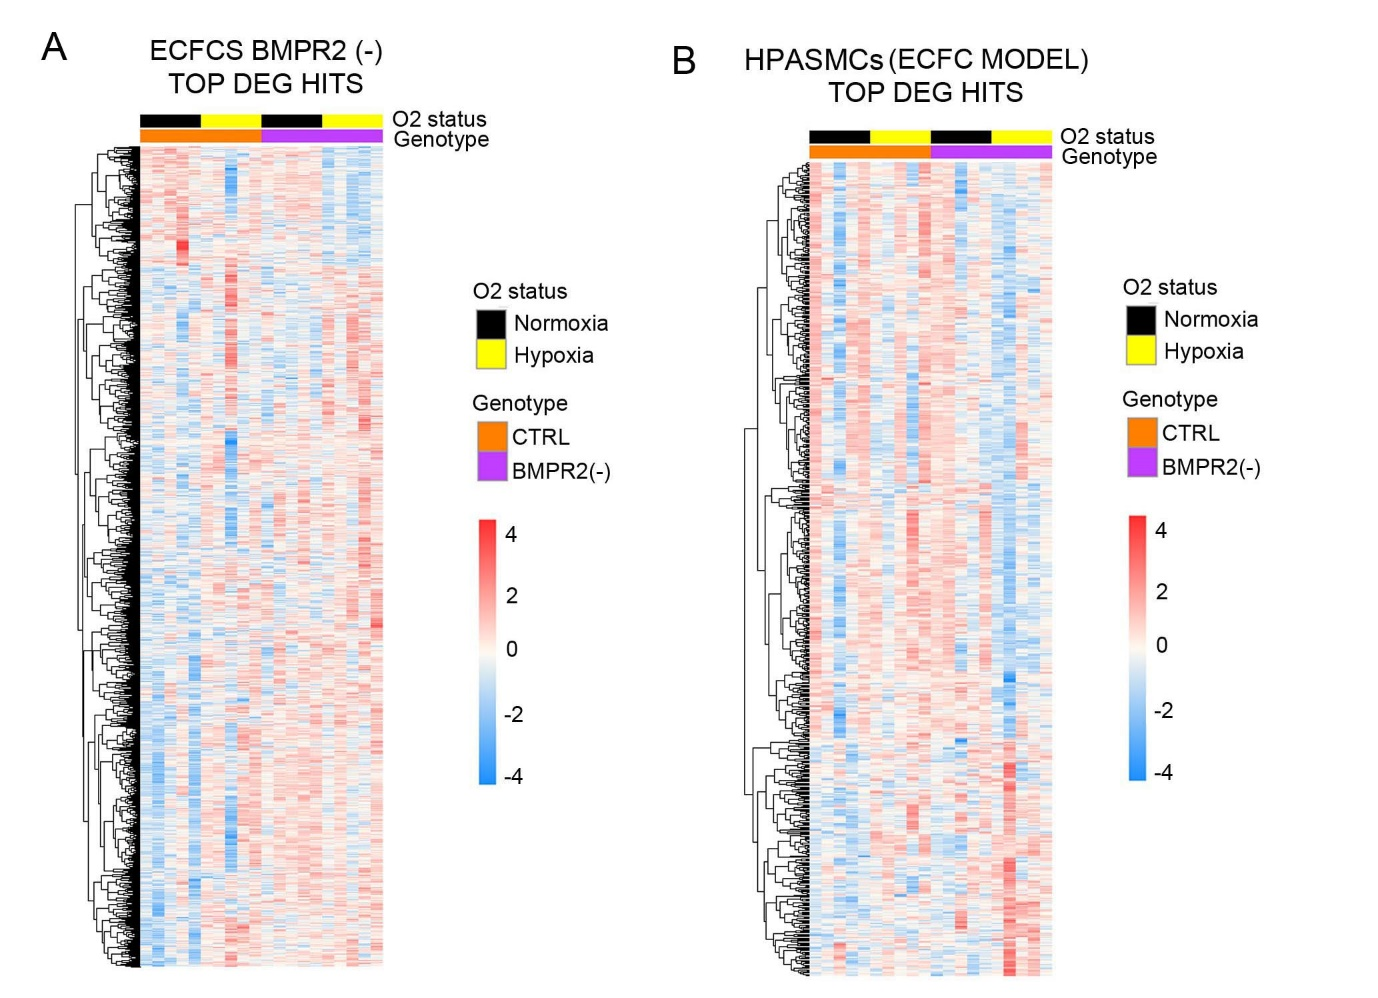 A
ECFCS BMPR2 (-)
TOP DEG HITS
O2 status
Genotype
O2 status
Normoxia
Hypoxia
Genotype
CTRL
BMPR2(-)
4
2
0
-2
-4
B
HPASMCs (ECFC MODEL)
TOP DEG HITS
O2 status
Genotype
O2 status
Normoxia
Hypoxia
Genotype
CTRL
BMPR2(-)
4
2
0
-2
-4